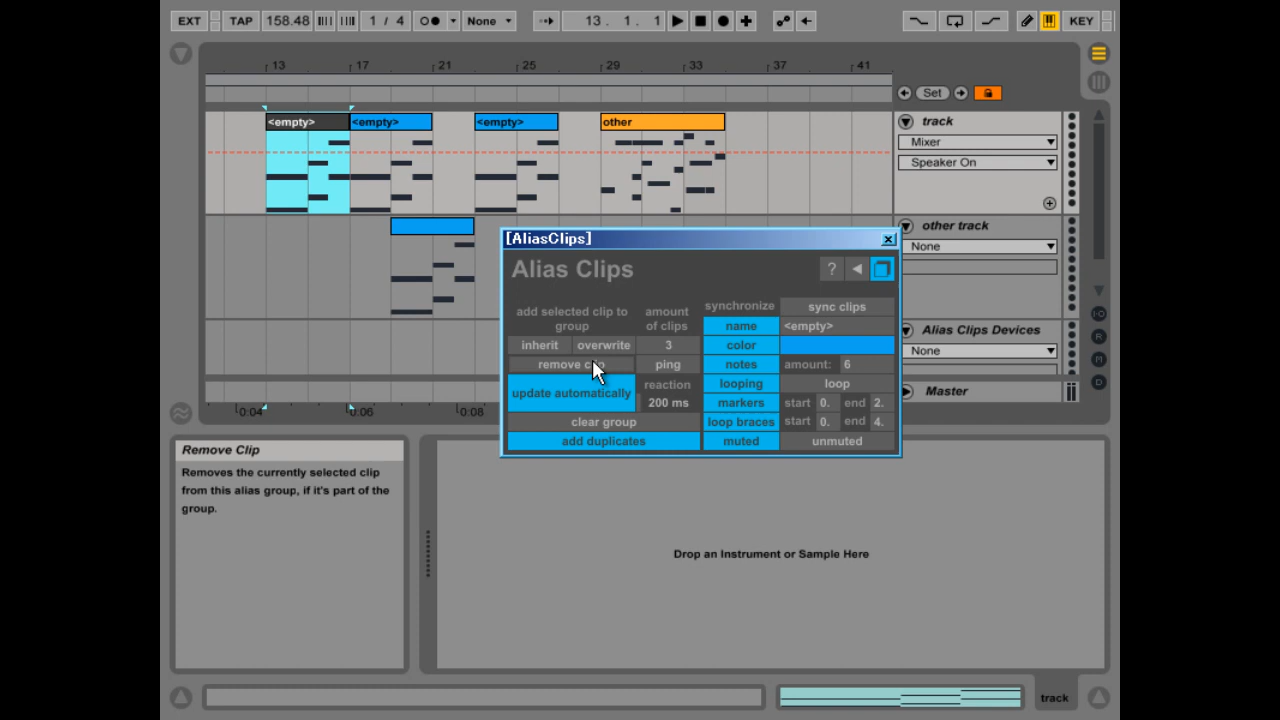 EXT TAP 158.48 1 / 4 None 13 . 1 . 1 KEY
13 17 21 25 29 33 37 41
Set
<empty> <empty> <empty> other
track
Mixer
Speaker On
other track
None
Alias Clips Devices
None
Master
0:04 0:06 0:08
[AliasClips]
Alias Clips
?
add selected clip to
group
amount
of clips
inherit overwrite 3
remove clip ping
update automatically
reaction
200 ms
clear group
add duplicates
synchronize sync clips
name <empty>
color
notes amount: 6
looping loop
markers start 0. end 2.
loop braces start 0. end 4.
muted unmuted
I·O
R
M
D
Remove Clip
Removes the currently selected clip
from this alias group, if it's part of the
group.
Drop an Instrument or Sample Here
track